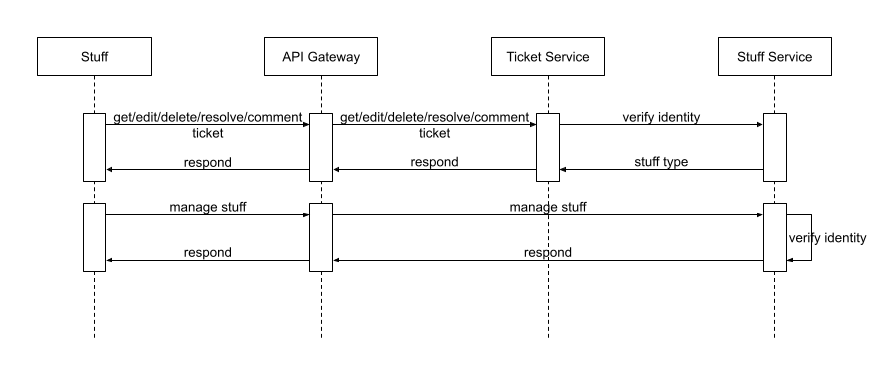 Stuff
API Gateway
Ticket Service
Stuff Service
get/edit/delete/resolve/comment
ticket
get/edit/delete/resolve/comment
ticket
verify identity
respond
respond
stuff type
manage stuff
manage stuff
verify identity
respond
respond